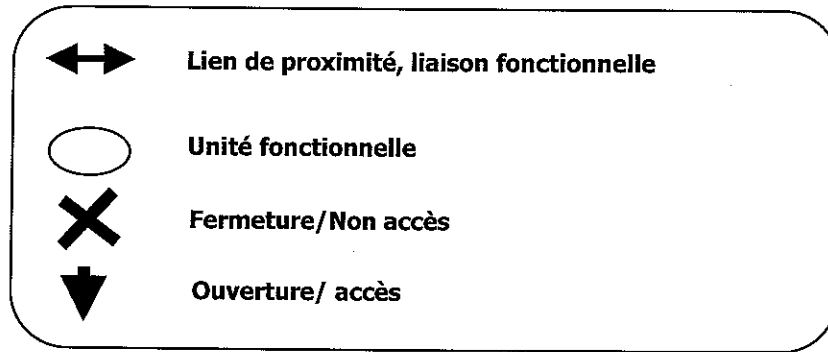 Lien de proximité, liaison fonctionnelle
Unité fonctionnelle
Fermeture/Non accès
Ouverture/ accès